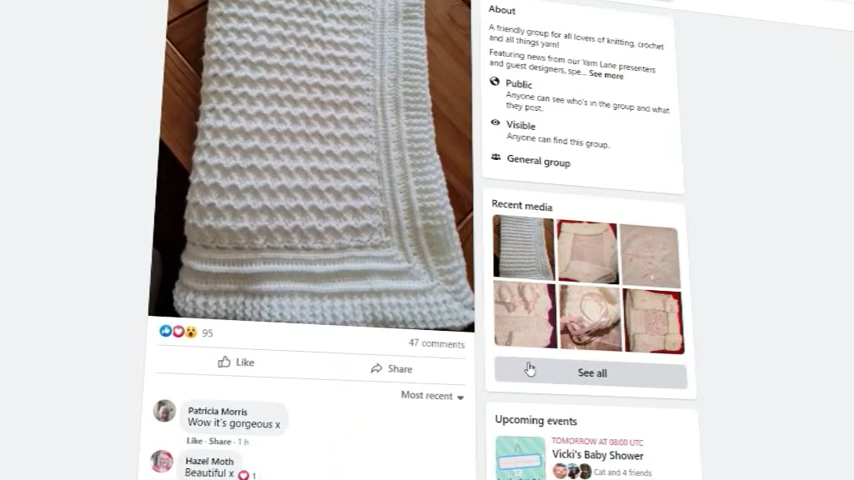 95
47 comments
Like
Share
Most recent
Patricia Morris
Wow it's gorgeous x
Like · Share · 1 h
Hazel Moth
Beautiful x
1
About
A friendly group for all lovers of knitting, crochet
and all things yarn!
Featuring news from our Yarn Lane presenters
and guest designers, spe... See more
Public
Anyone can see who's in the group and what
they post.
Visible
Anyone can find this group.
General group
Recent media
See all
Upcoming events
TOMORROW AT 08:00 UTC
Vicki's Baby Shower
Cat and 4 friends